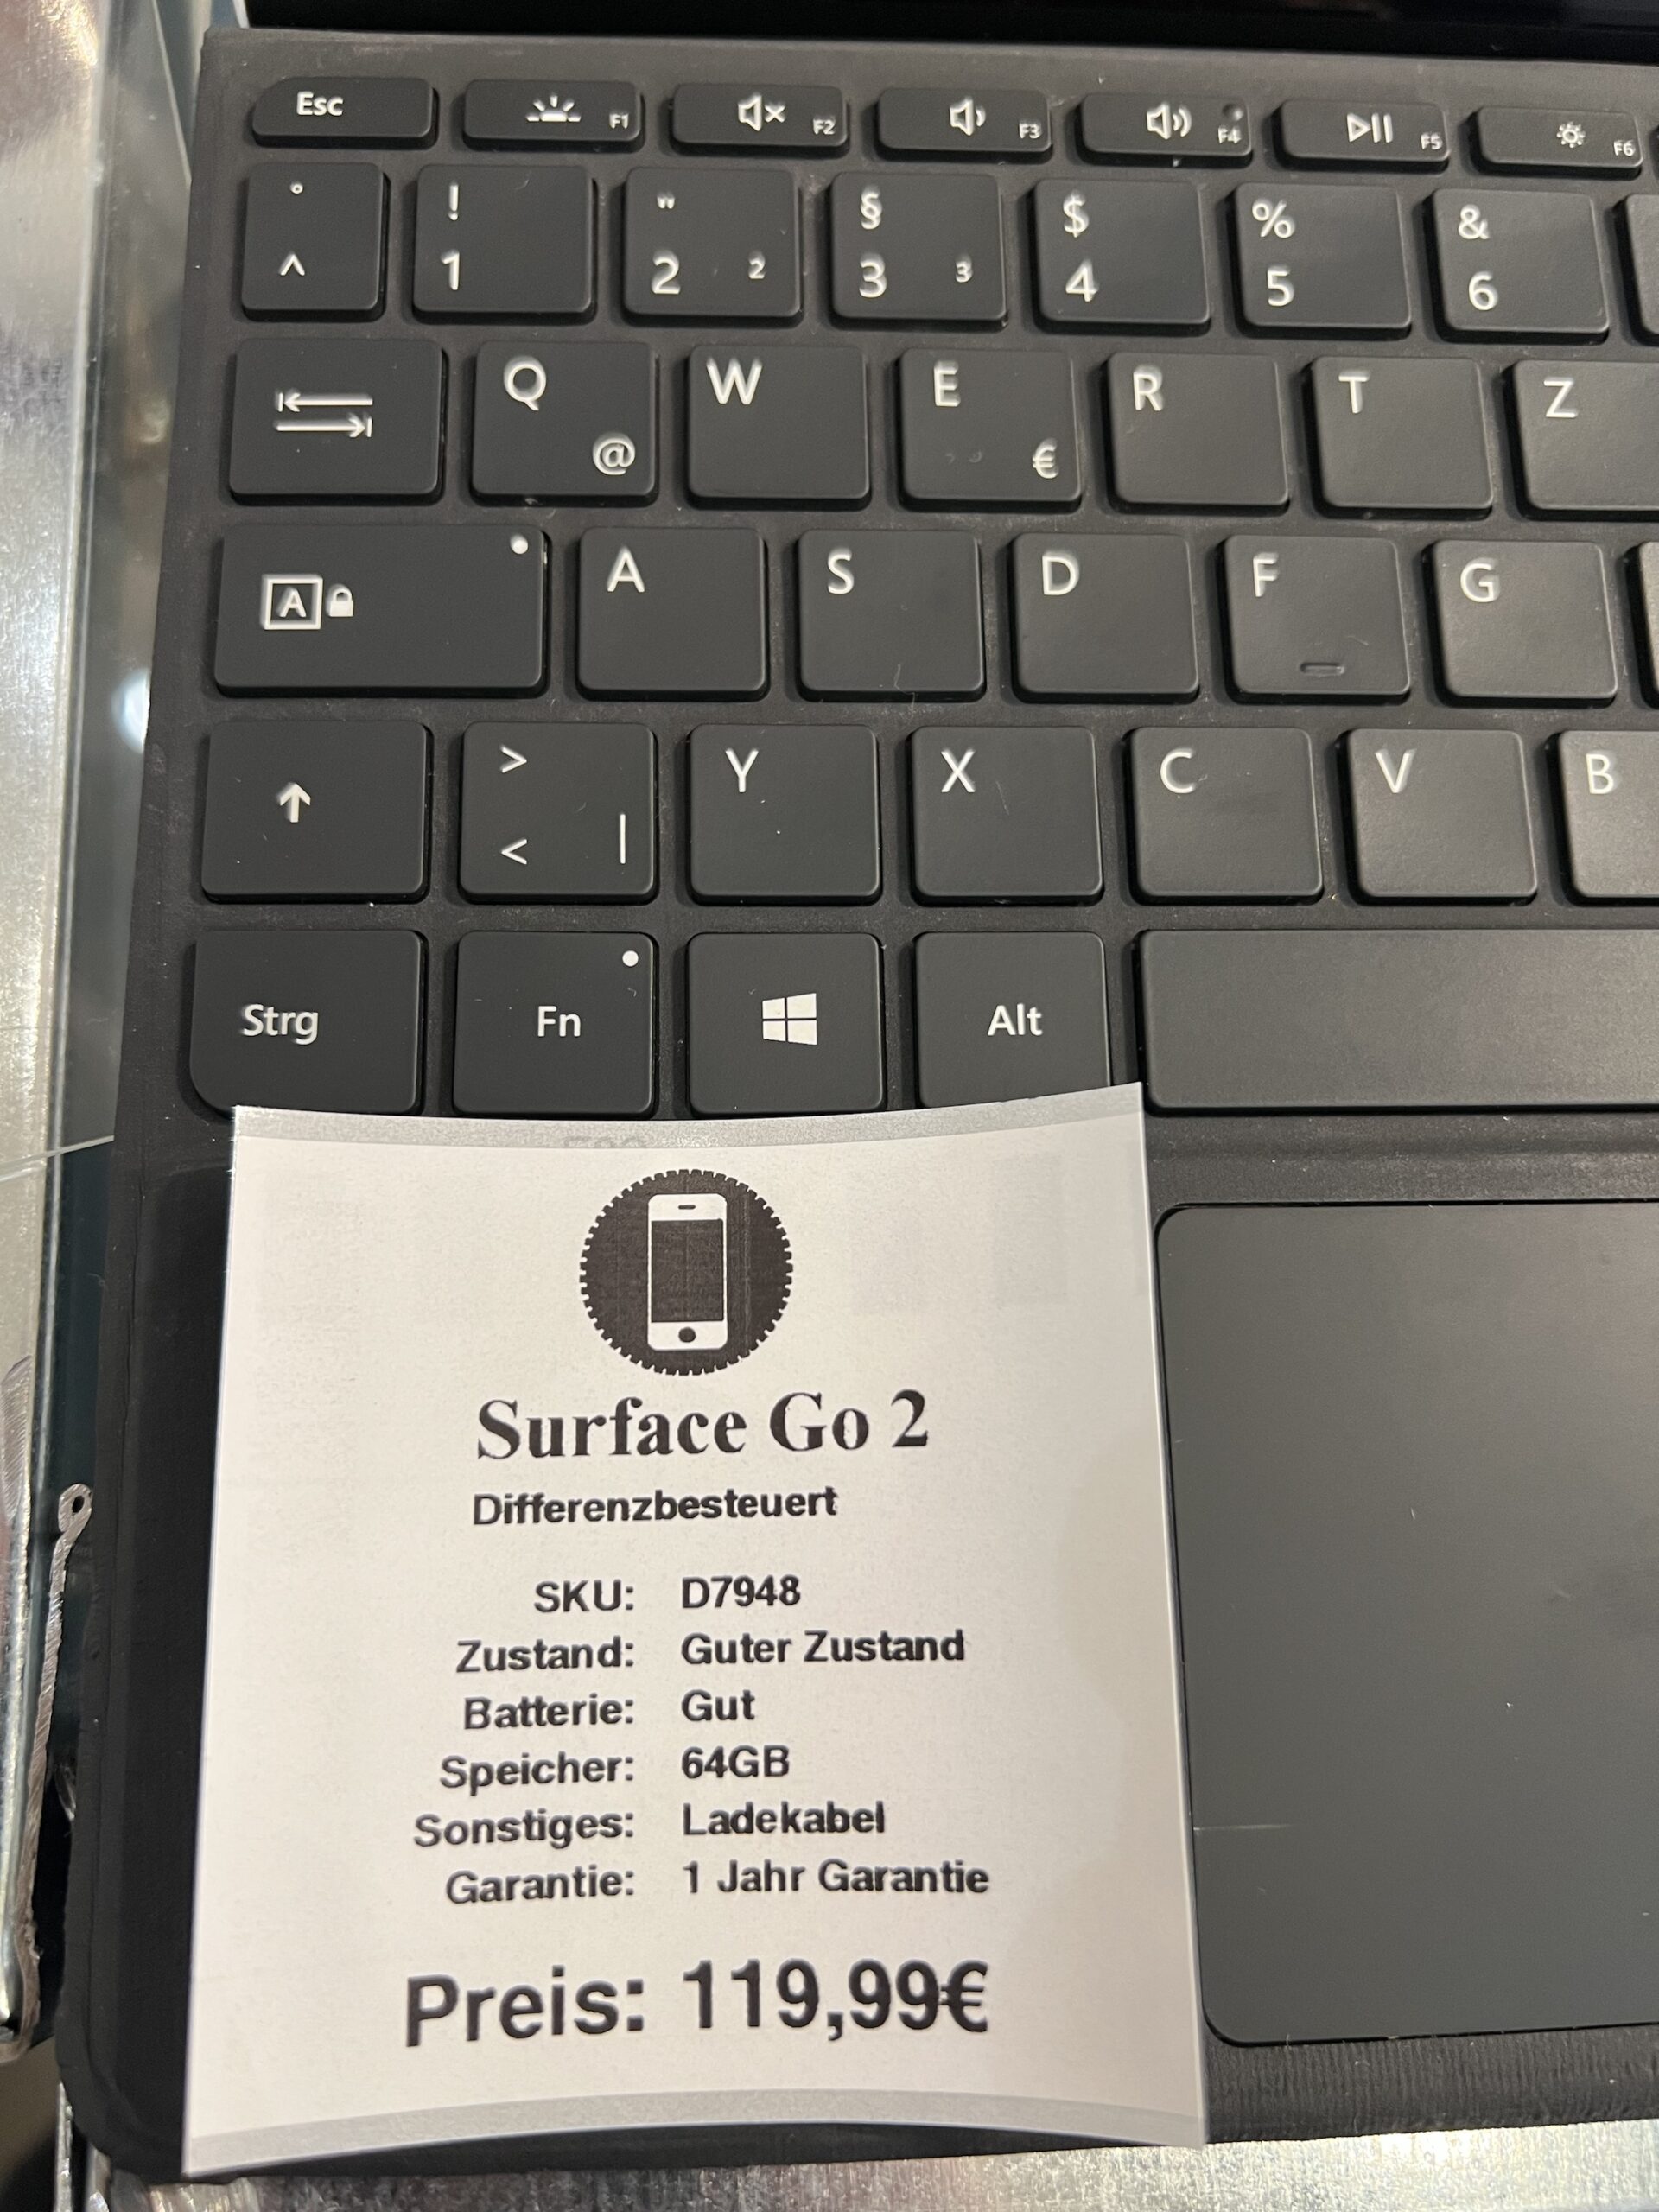 Esc F1 F2 F3 F4 F5 F6
° ! " § $ % &
^ 1 2 2 3 3 4 5 6
Q W E R T Z
@ €
A A S D F G
> Y X C V B
< |
Strg Fn Alt
Surface Go 2
Differenzbesteuert
SKU: D7948
Zustand: Guter Zustand
Batterie: Gut
Speicher: 64GB
Sonstiges: Ladekabel
Garantie: 1 Jahr Garantie
Preis: 119,99€